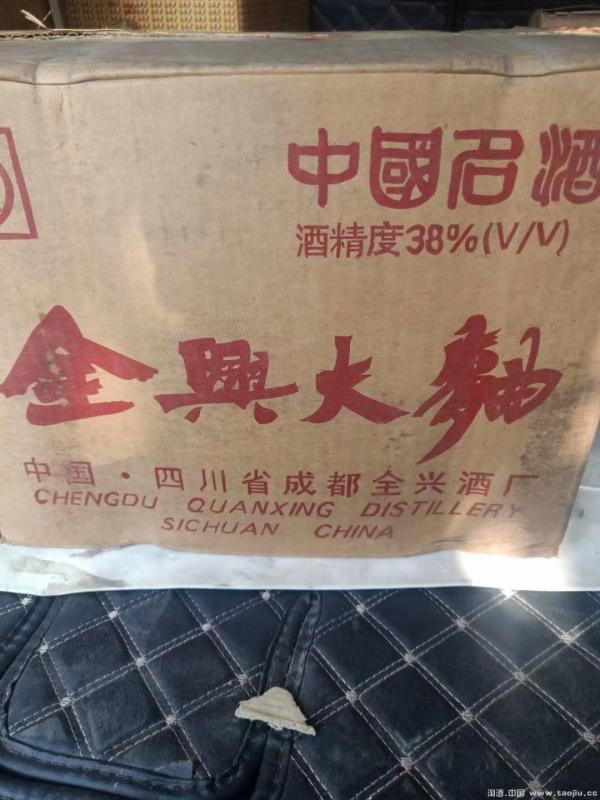 中國名酒
酒精度38%(V/V)
全興大麯
中国·四川省成都全兴酒厂
CHENGDU QUANXING DISTILLERY
SICHUAN CHINA
淘酒.中国 www.taojiu.cc